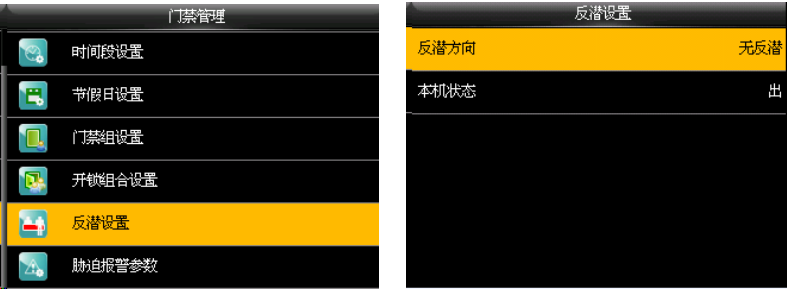 门禁管理
时间段设置
节假日设置
门禁组设置
开锁组合设置
反潜设置
胁迫报警参数
反潜设置
反潜方向 无反潜
本机状态 出